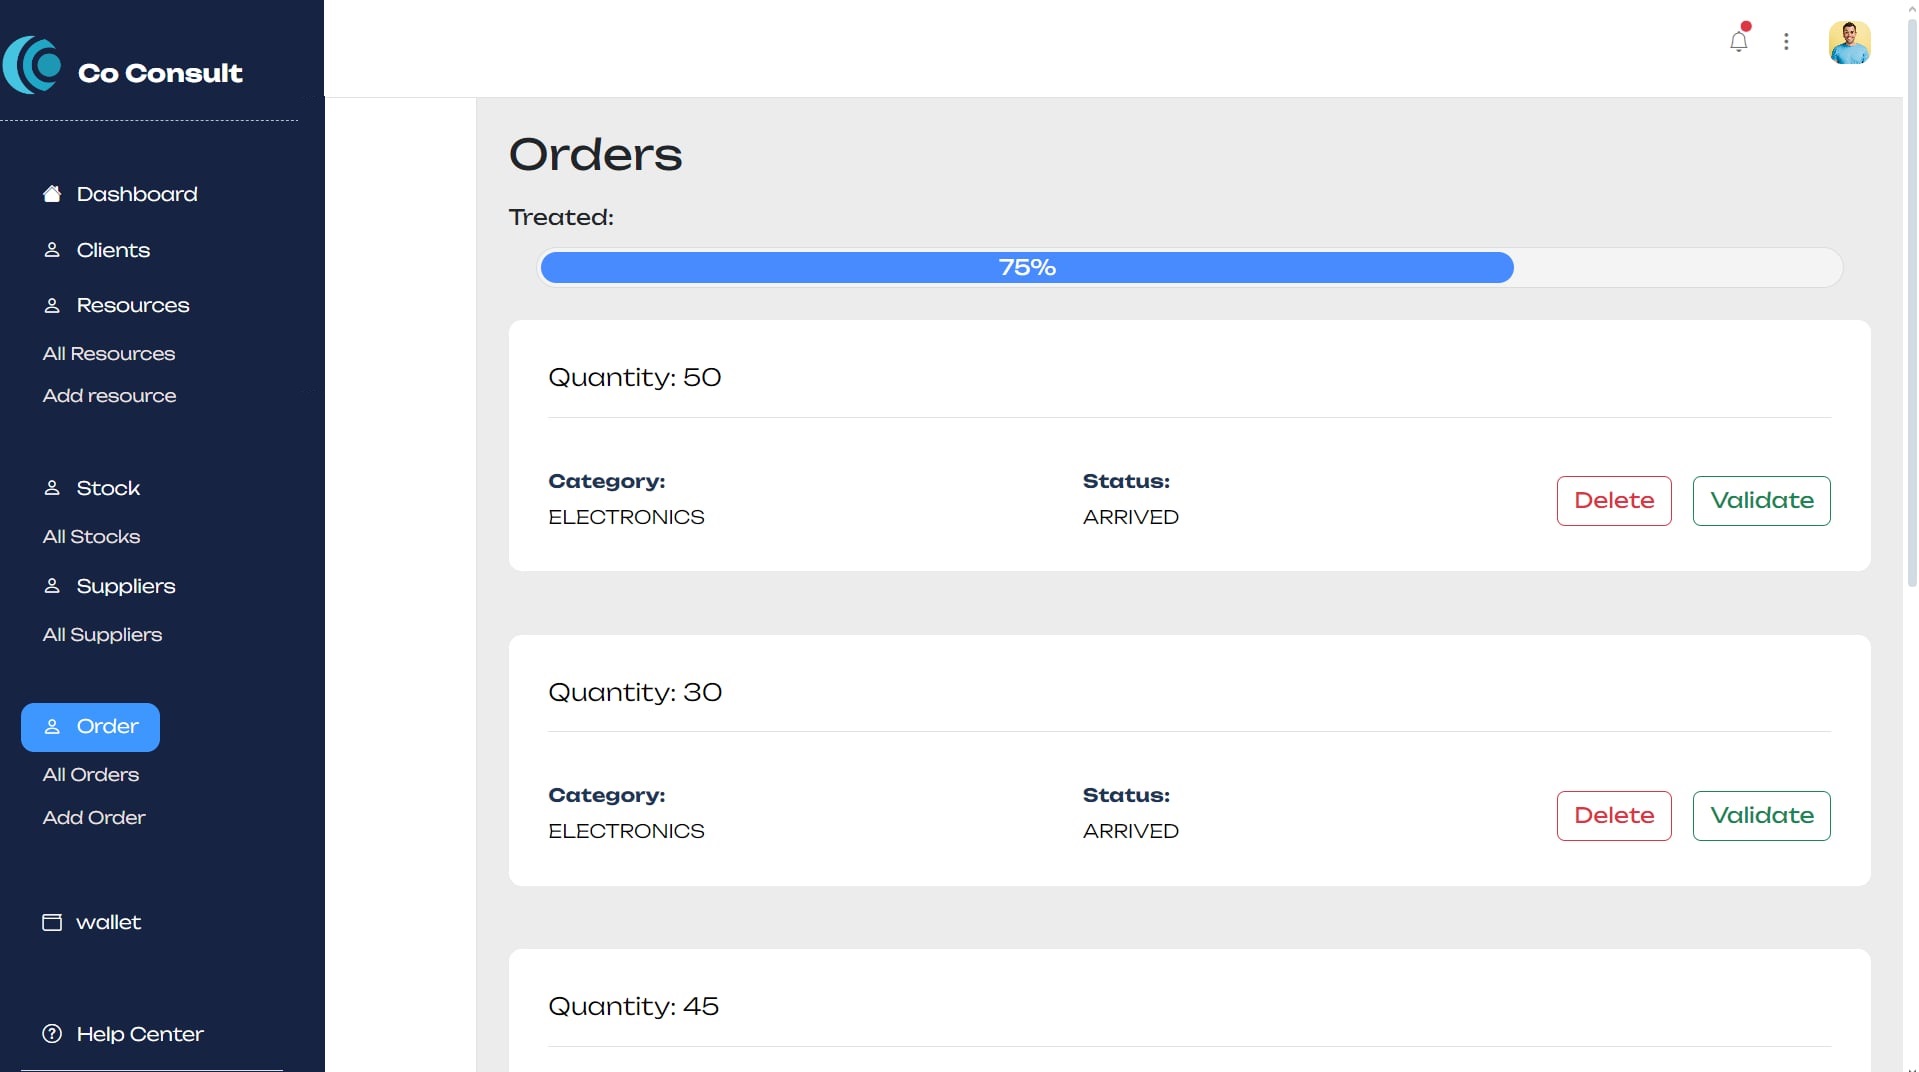 Co Consult
Dashboard
Clients
Resources
All Resources
Add resource
Stock
All Stocks
Suppliers
All Suppliers
Order
All Orders
Add Order
wallet
Help Center
Orders
Treated:
75%
Quantity: 50
Category:
ELECTRONICS
Status:
ARRIVED
Delete
Validate
Quantity: 30
Category:
ELECTRONICS
Status:
ARRIVED
Delete
Validate
Quantity: 45